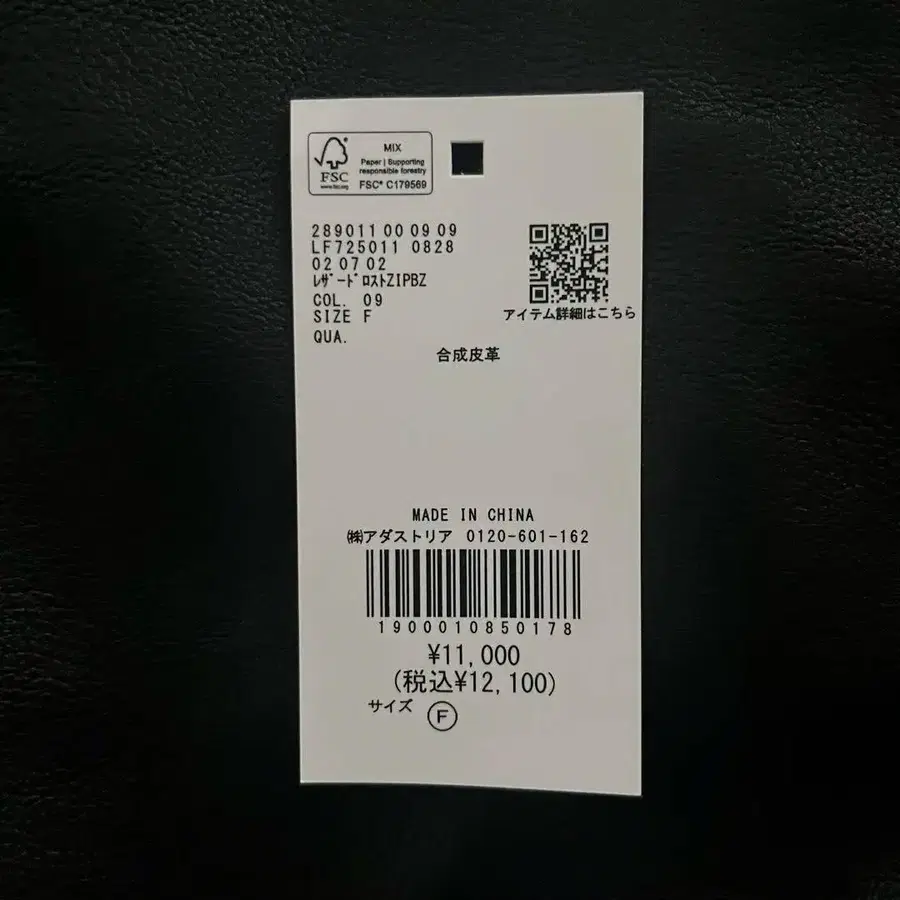 FSC
www.fsc.org
MIX
Paper | Supporting
responsible forestry
FSC® C179569
289011 00 09 09
LF725011 0828
02 07 02
ﾚｻﾞｰﾄﾞﾛｽﾄZIPBZ
COL. 09
SIZE F
QUA.
アイテム詳細はこちら
合成皮革
MADE IN CHINA
㈱アダストリア 0120-601-162
1900010850178
¥11,000
(税込¥12,100)
サイズ Ⓕ